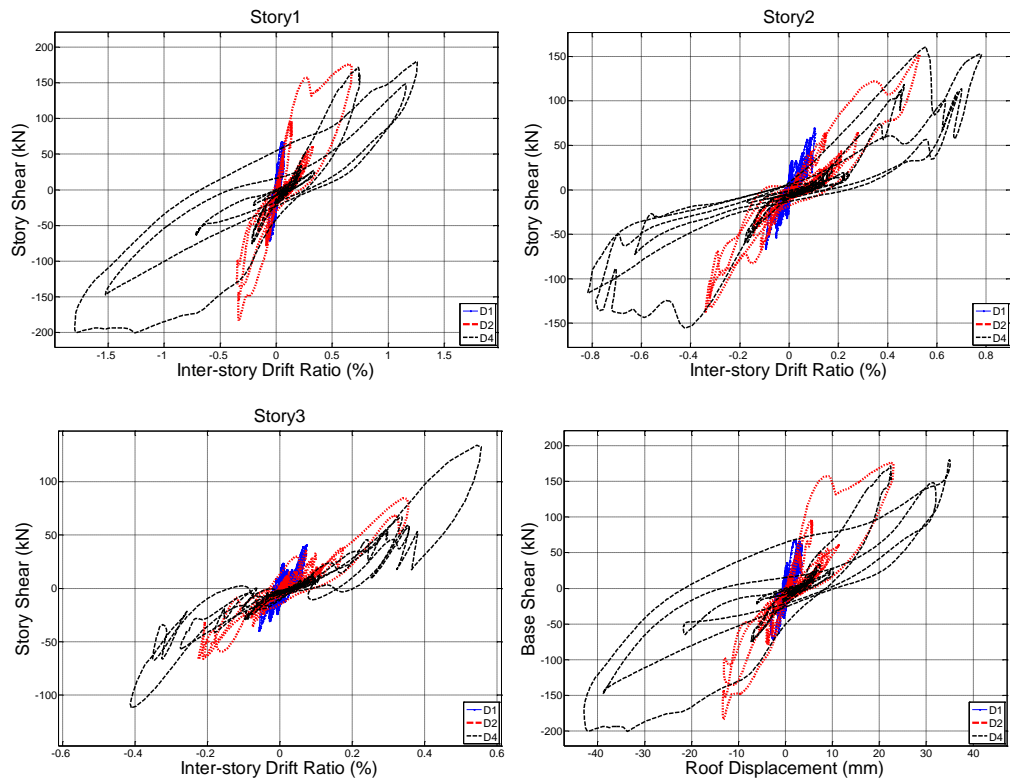 Story1
Story Shear (kN)
200
150
100
50
0
-50
-100
-150
-200
-1.5
-1
-0.5
0
0.5
1
1.5
Inter-story Drift Ratio (%)
D1
D2
D4
Story2
Story Shear (kN)
150
100
50
0
-50
-100
-150
-0.8
-0.6
-0.4
-0.2
0
0.2
0.4
0.6
0.8
Inter-story Drift Ratio (%)
D1
D2
D4
Story3
Story Shear (kN)
100
50
0
-50
-100
-0.6
-0.4
-0.2
0
0.2
0.4
0.6
Inter-story Drift Ratio (%)
D1
D2
D4
Base Shear (kN)
200
150
100
50
0
-50
-100
-150
-200
-40
-30
-20
-10
0
10
20
30
40
Roof Displacement (mm)
D1
D2
D4